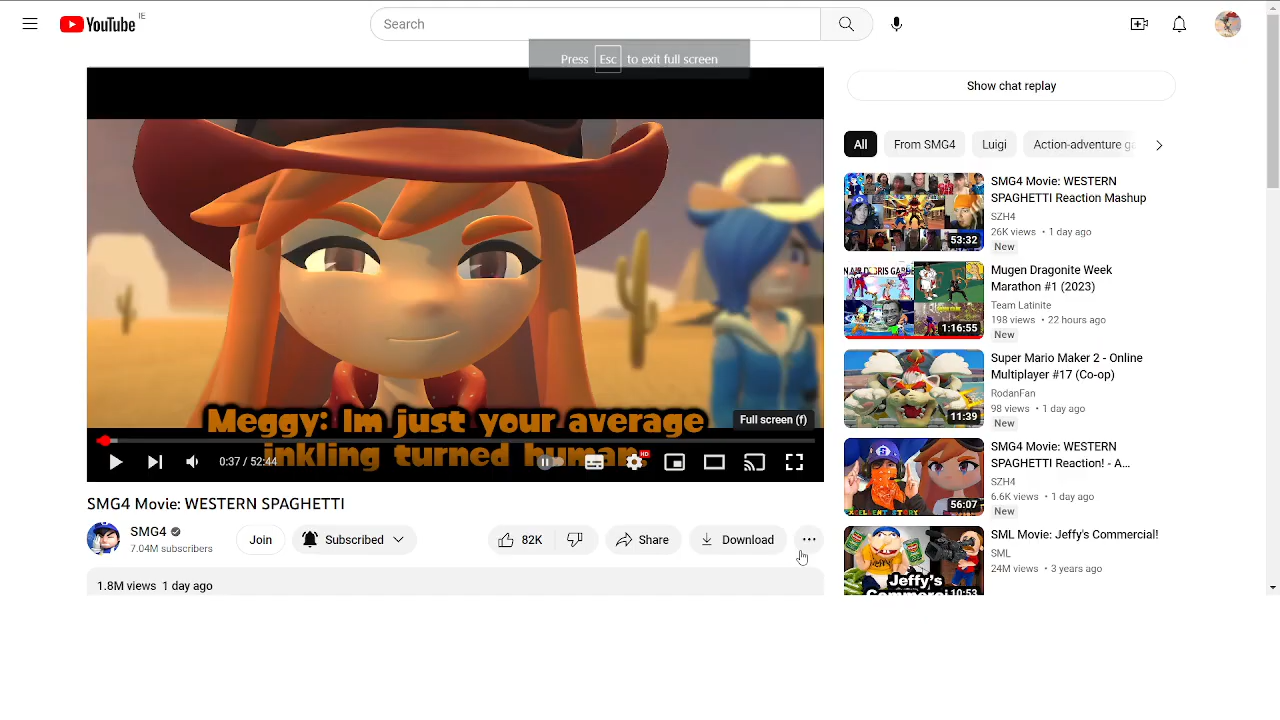 YouTube IE
Search
Press Esc to exit full screen
Show chat replay
All
From SMG4
Luigi
Action-adventure
Meggy: Im just your average
inkling turned human.
Full screen (f)
0:37 / 52:44
HD
SMG4 Movie: WESTERN SPAGHETTI
SMG4
7.04M subscribers
Join
Subscribed
82K
Share
Download
1.8M views 1 day ago
53:32
SMG4 Movie: WESTERN
SPAGHETTI Reaction Mashup
SZH4
26K views • 1 day ago
New
1:16:55
Mugen Dragonite Week
Marathon #1 (2023)
Team Latinite
198 views • 22 hours ago
New
11:39
Super Mario Maker 2 - Online
Multiplayer #17 (Co-op)
RodanFan
98 views • 1 day ago
New
56:07
SMG4 Movie: WESTERN
SPAGHETTI Reaction! - A...
SZH4
6.6K views • 1 day ago
New
Jeffy's
10:53
SML Movie: Jeffy's Commercial!
SML
24M views • 3 years ago